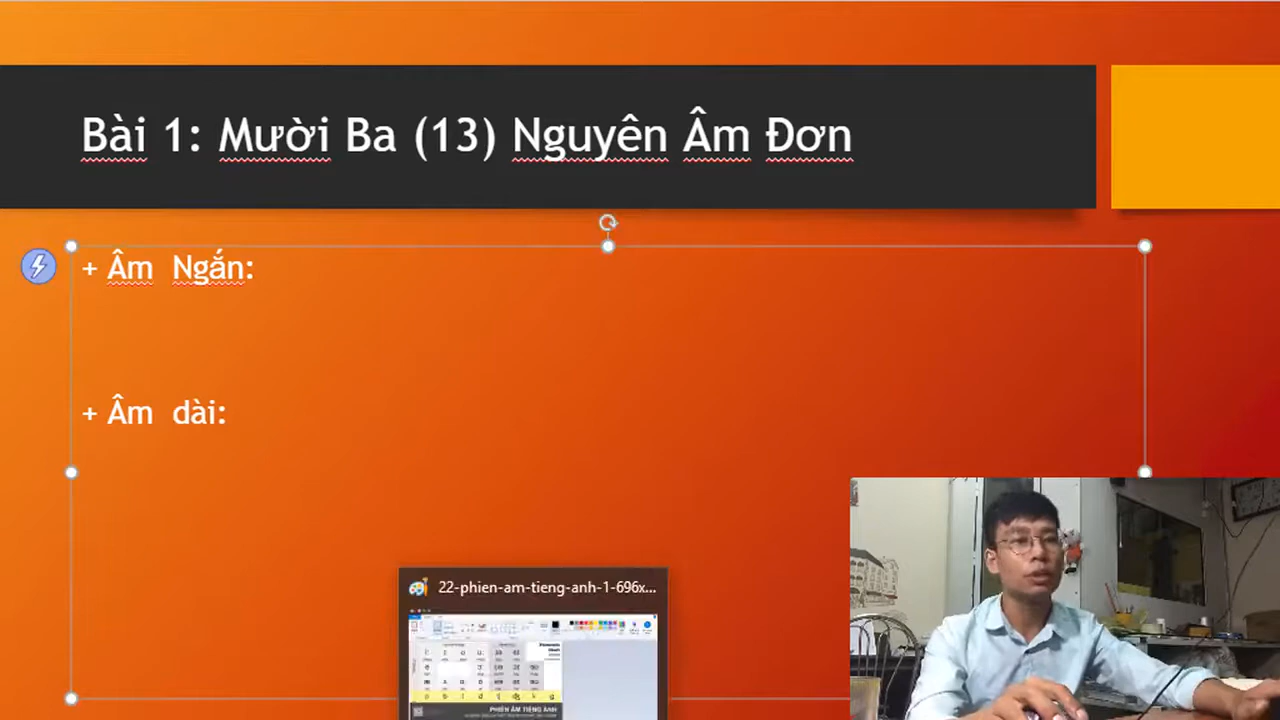 Bài 1: Mười Ba (13) Nguyên Âm Đơn
+ Âm Ngắn:
+ Âm dài:
22-phien-am-tieng-anh-1-696x...
PHIÊN ÂM TIẾNG ANH